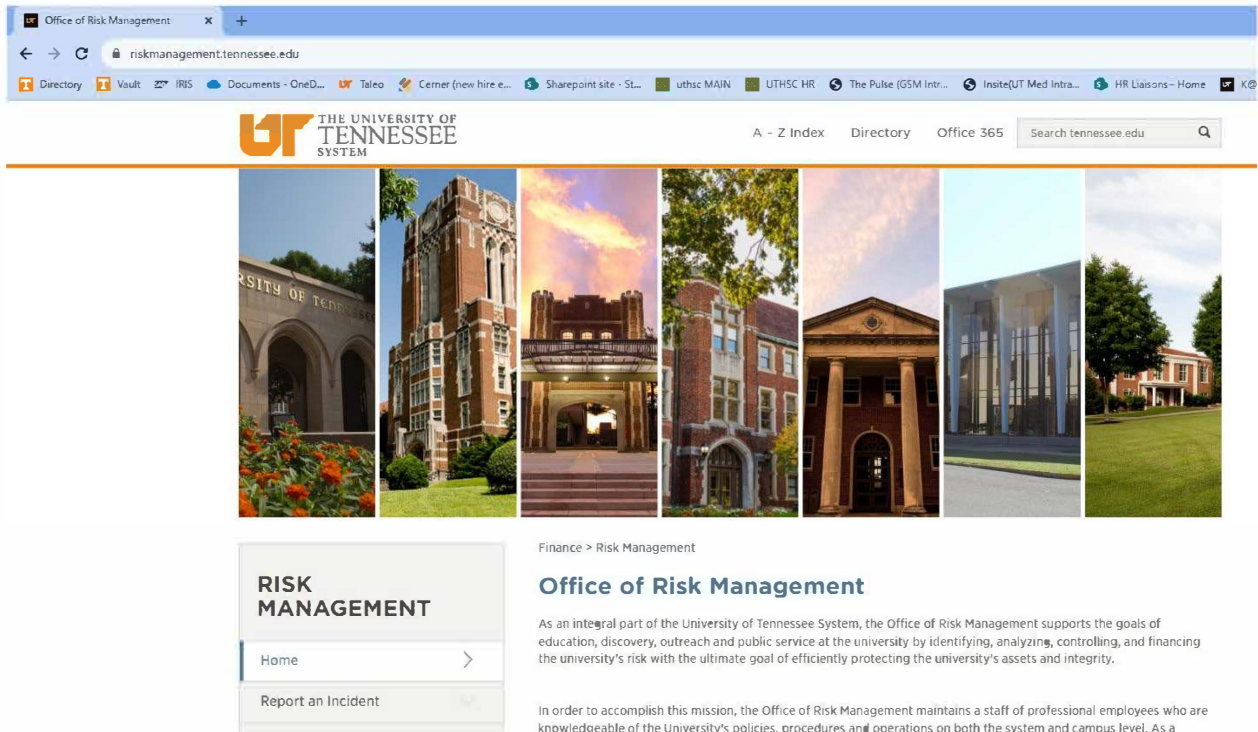 Office of Risk Management
riskmanagement.tennessee.edu
Directory Vault IRIS Documents - OneD... Taleo Cerner (new hire e... Sharepoint site - St... uthsc MAIN UTHSC HR The Pulse (GSM Intr... Insite(UT Med Intra... HR Liaisons - Home K@
UT THE UNIVERSITY OF
TENNESSEE
SYSTEM
A - Z Index Directory Office 365 Search tennessee.edu
RSITY OF TENNESSEE
Finance > Risk Management
RISK
MANAGEMENT
Home
Report an Incident
Office of Risk Management
As an integral part of the University of Tennessee System, the Office of Risk Management supports the goals of
education, discovery, outreach and public service at the university by identifying, analyzing, controlling, and financing
the university's risk with the ultimate goal of efficiently protecting the university's assets and integrity.
In order to accomplish this mission, the Office of Risk Management maintains a staff of professional employees who are
knowledgeable of the University's policies, procedures and operations on both the system and campus level. As a